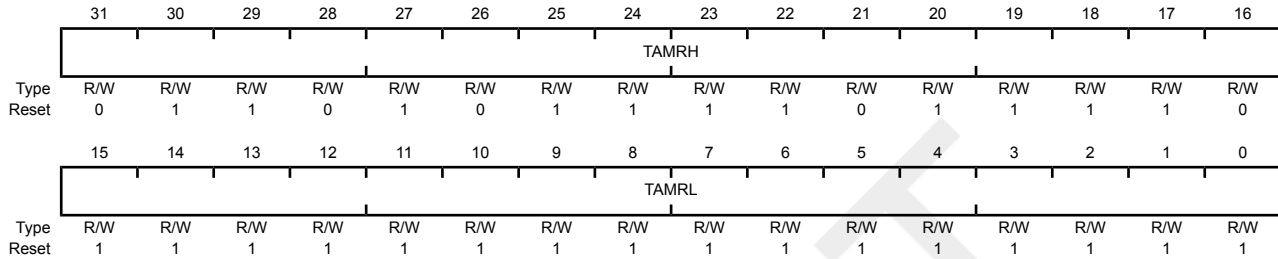 31 30 29 28 27 26 25 24 23 22 21 20 19 18 17 16
TAMRH
Type R/W R/W R/W R/W R/W R/W R/W R/W R/W R/W R/W R/W R/W R/W R/W R/W
Reset 0 1 1 0 1 0 1 1 1 1 0 1 1 1 1 0
15 14 13 12 11 10 9 8 7 6 5 4 3 2 1 0
TAMRL
Type R/W R/W R/W R/W R/W R/W R/W R/W R/W R/W R/W R/W R/W R/W R/W R/W
Reset 1 1 1 1 1 1 1 1 1 1 1 1 1 1 1 1